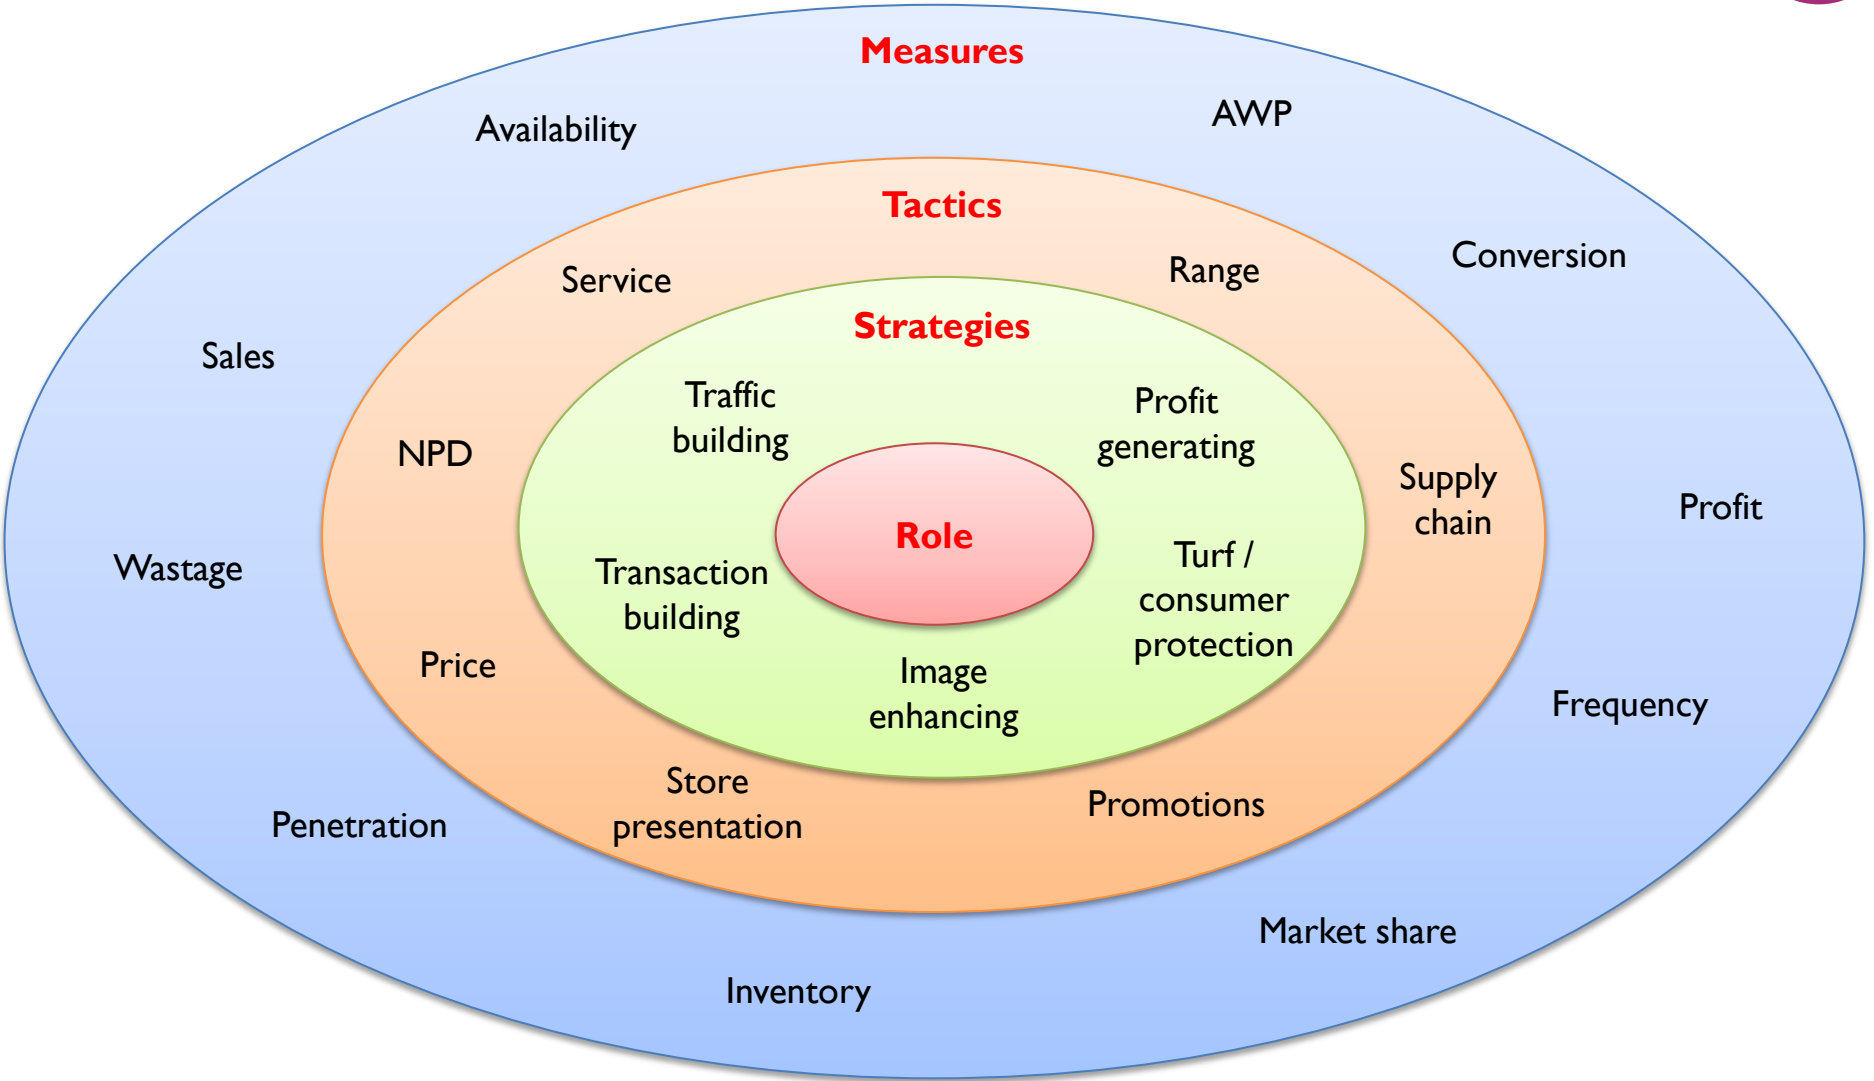 Measures
Availability
AWP
Tactics
Conversion
Service
Range
Strategies
Sales
Traffic
building
Profit
generating
NPD
Supply
chain
Profit
Role
Wastage
Transaction
building
Turf /
consumer
protection
Price
Image
enhancing
Frequency
Store
presentation
Promotions
Penetration
Market share
Inventory